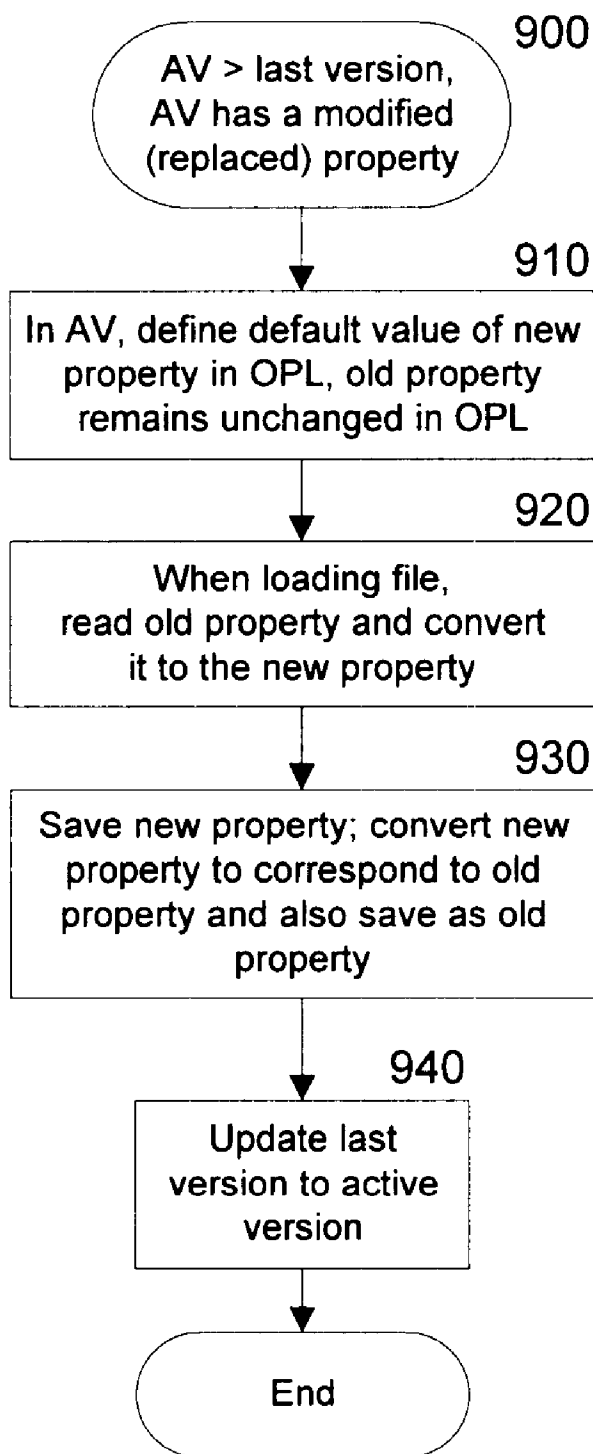 900
AV > last version,
AV has a modified
(replaced) property
910
In AV, define default value of new
property in OPL, old property
remains unchanged in OPL
920
When loading file,
read old property and convert
it to the new property
930
Save new property; convert new
property to correspond to old
property and also save as old
property
940
Update last
version to active
version
End